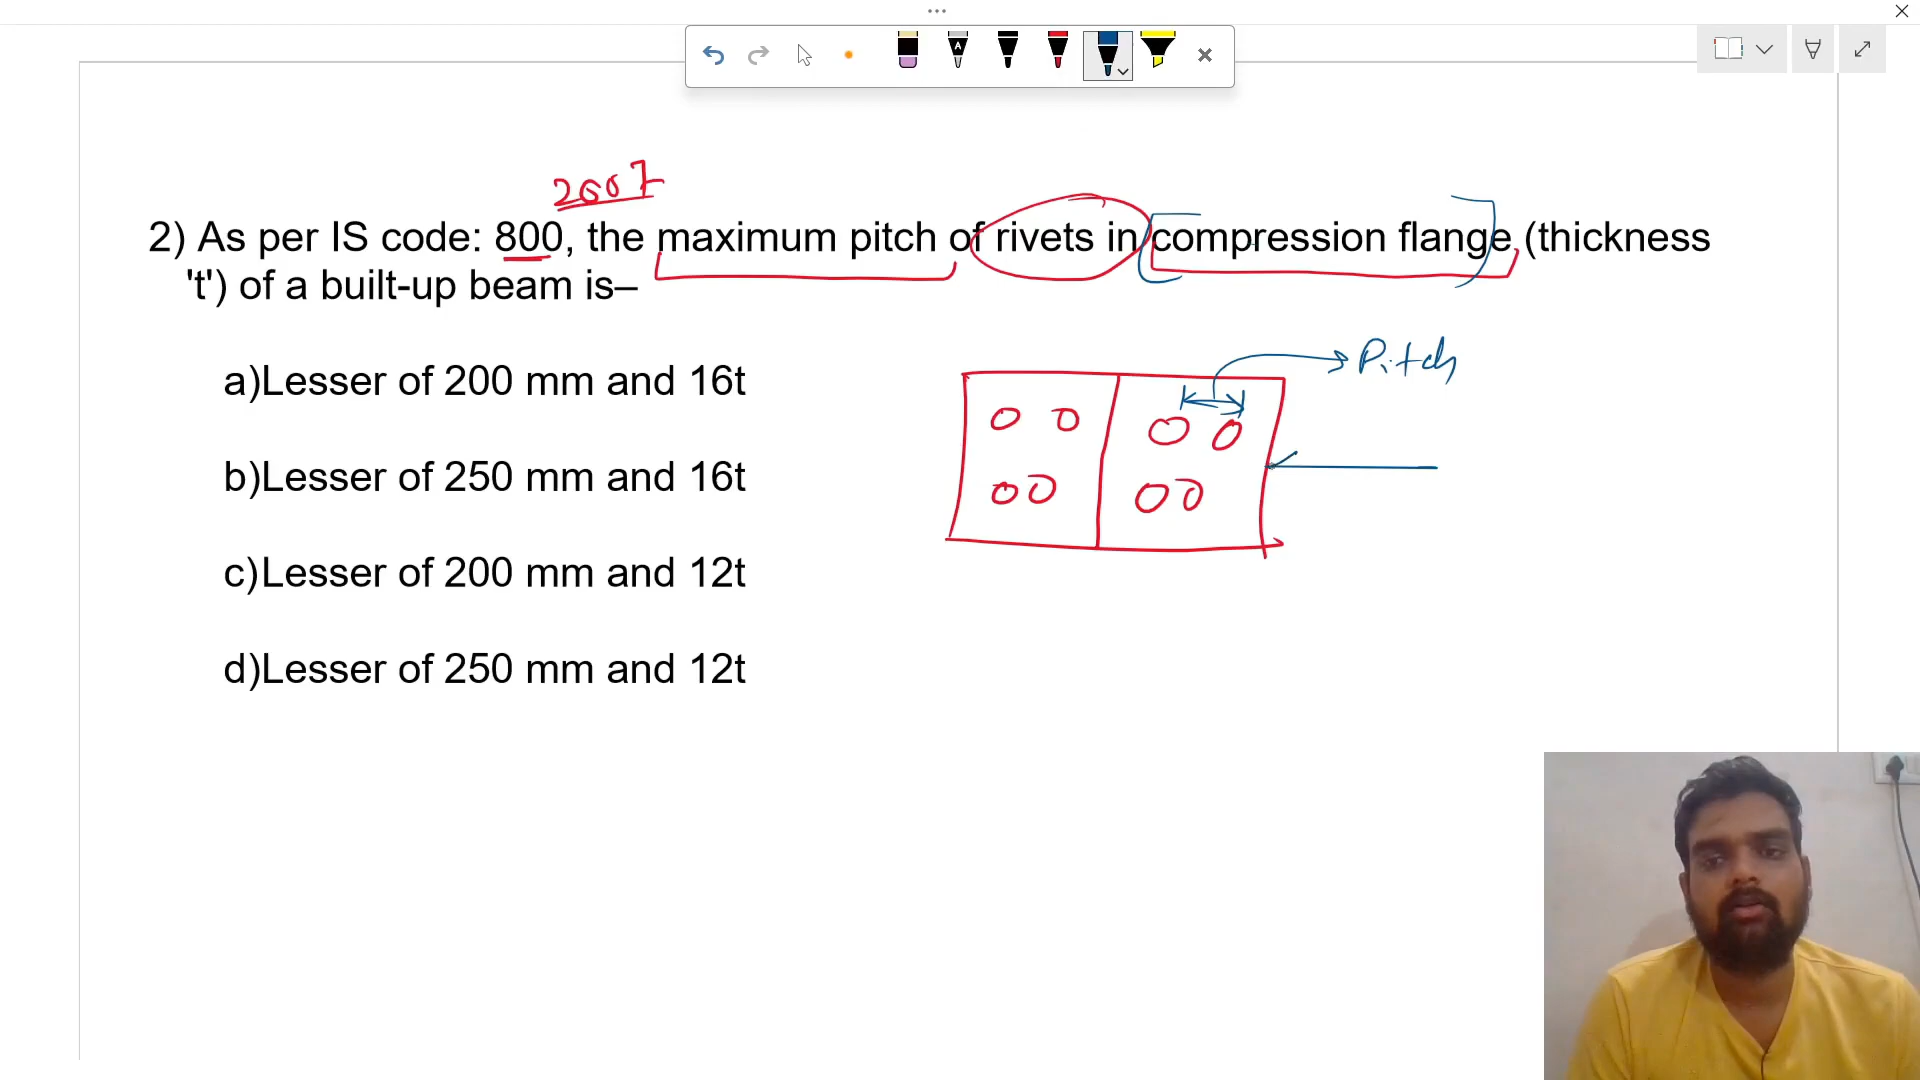 2007
2) As per IS code: 800, the maximum pitch of rivets in compression flange (thickness
't') of a built-up beam is–
Pitch
a)Lesser of 200 mm and 16t
b)Lesser of 250 mm and 16t
c)Lesser of 200 mm and 12t
d)Lesser of 250 mm and 12t